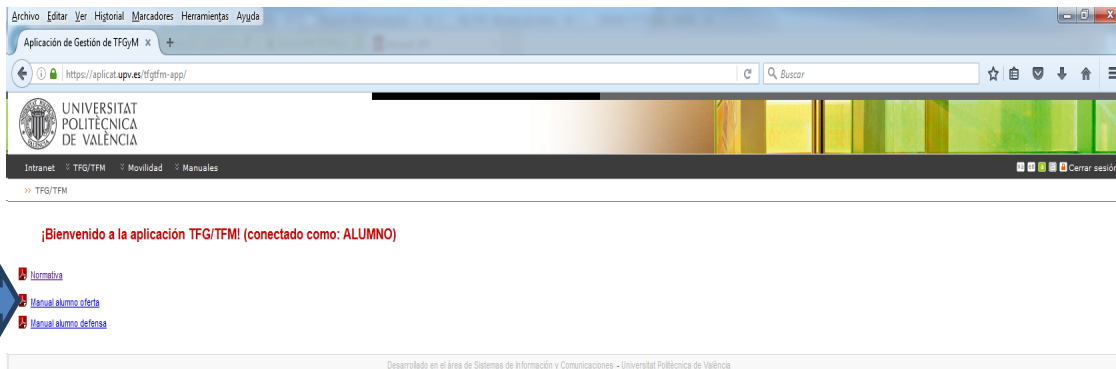 Archivo Editar Ver Historial Marcadores Herramientas Ayuda
Aplicación de Gestión de TFGyM
https://aplicat.upv.es/tfgtfm-app/
Buscar
UNIVERSITAT
POLITÈCNICA
DE VALÈNCIA
Intranet TFG/TFM Movilidad Manuales Cerrar sesión
>> TFG/TFM
¡Bienvenido a la aplicación TFG/TFM! (conectado como: ALUMNO)
Normativa
Manual alumno oferta
Manual alumno defensa
Desarrollado en el área de Sistemas de Información y Comunicaciones - Universitat Politècnica de València